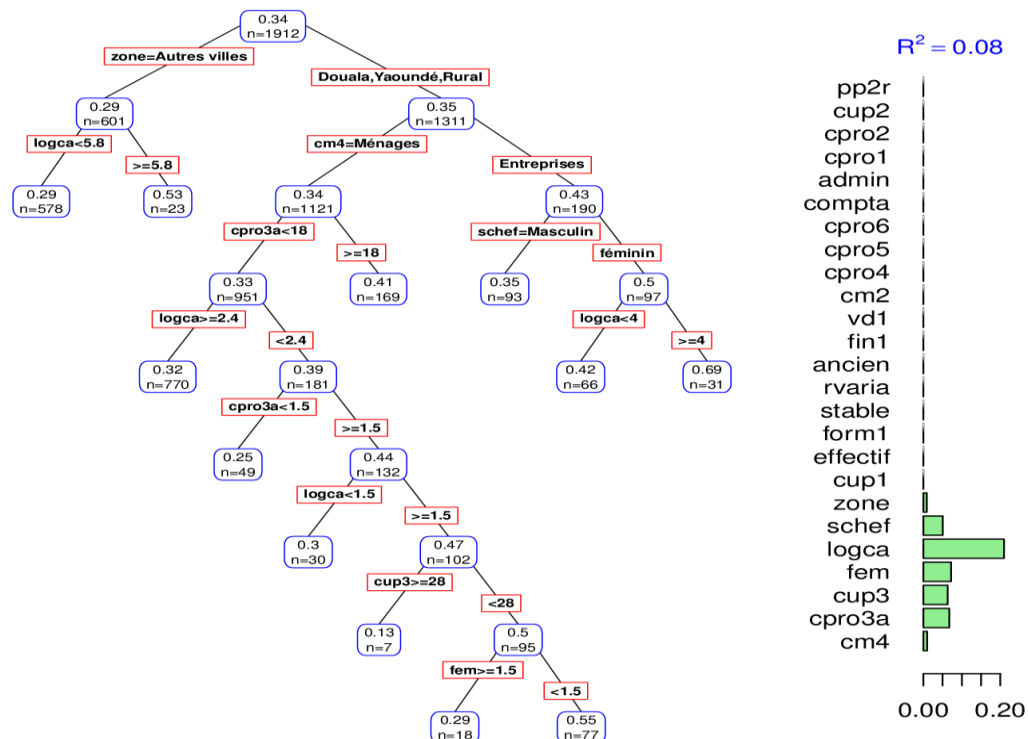 0.34
n=1912
zone=Autres villes
Douala,Yaoundé,Rural
0.29
n=601
0.35
n=1311
logca<5.8
>=5.8
cm4=Ménages
Entreprises
0.29
n=578
0.53
n=23
0.34
n=1121
0.43
n=190
cpro3a<18
>=18
schef=Masculin
féminin
0.33
n=951
0.41
n=169
0.35
n=93
0.5
n=97
logca>=2.4
<2.4
logca<4
>=4
0.32
n=770
0.39
n=181
0.42
n=66
0.69
n=31
cpro3a<1.5
>=1.5
0.25
n=49
0.44
n=132
logca<1.5
>=1.5
0.3
n=30
0.47
n=102
cup3>=28
<28
0.13
n=7
0.5
n=95
fem>=1.5
<1.5
0.29
n=18
0.55
n=77
R² = 0.08
pp2r
cup2
cpro2
cpro1
admin
compta
cpro6
cpro5
cpro4
cm2
vd1
fin1
ancien
rvaria
stable
form1
effectif
cup1
zone
schef
logca
fem
cup3
cpro3a
cm4
0.00 0.20